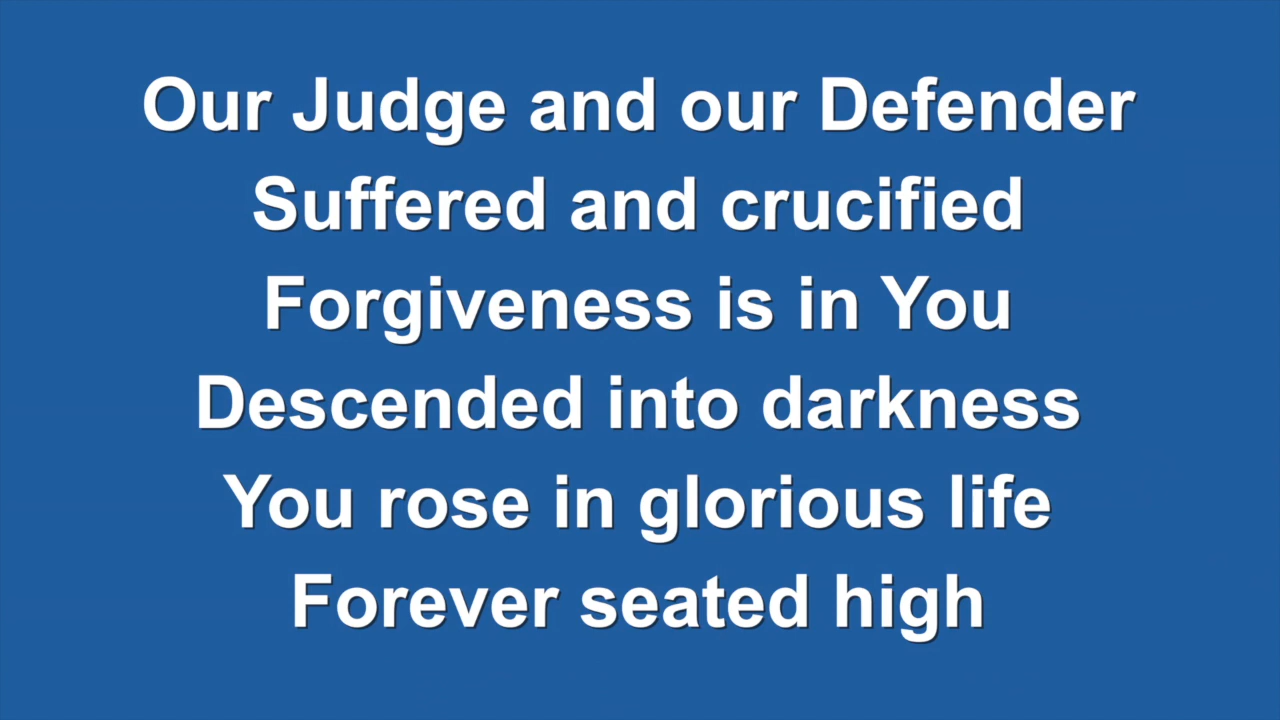 Our Judge and our Defender
Suffered and crucified
Forgiveness is in You
Descended into darkness
You rose in glorious life
Forever seated high